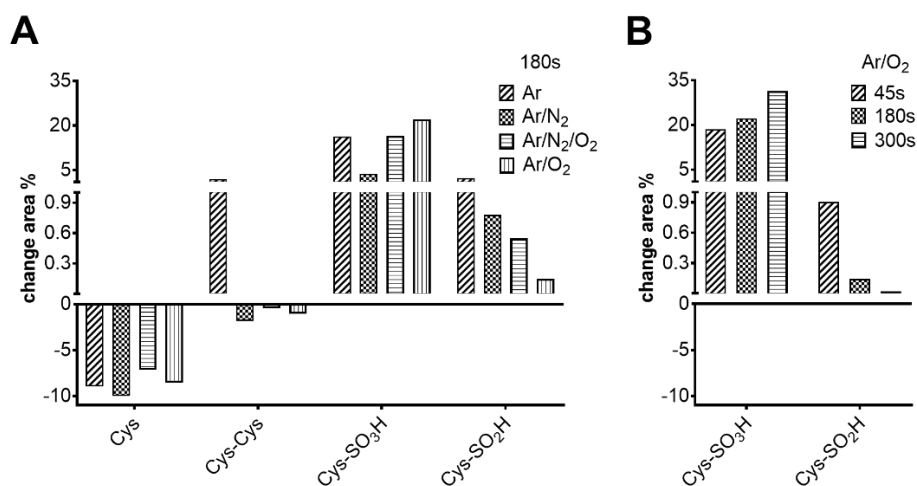 A
180s
Ar
Ar/N₂
Ar/N₂/O₂
Ar/O₂
change area %
35
20
5
0.9
0.6
0.3
0
-5
-10
Cys
Cys-Cys
Cys-SO₃H
Cys-SO₂H
B
Ar/O₂
45s
180s
300s
change area %
35
20
5
0.9
0.6
0.3
0
-5
-10
Cys-SO₃H
Cys-SO₂H